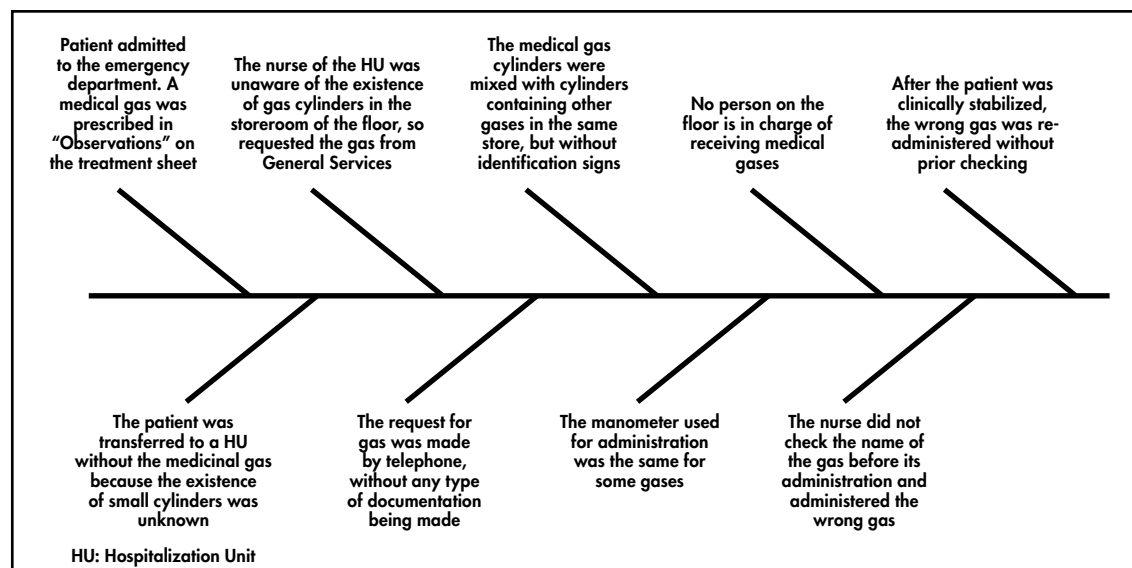 Patient admitted
to the emergency
department. A
medical gas was
prescribed in
“Observations” on
the treatment sheet
The nurse of the HU was
unaware of the existence
of gas cylinders in the
storeroom of the floor, so
requested the gas from
General Services
The medical gas
cylinders were
mixed with cylinders
containing other
gases in the same
store, but without
identification signs
No person on the
floor is in charge of
receiving medical
gases
After the patient was
clinically stabilized,
the wrong gas was re-
administered without
prior checking
The patient was
transferred to a HU
without the medicinal gas
because the existence
of small cylinders was
unknown
The request for
gas was made
by telephone,
without any type
of documentation
being made
The manometer used
for administration
was the same for
some gases
The nurse did not
check the name of
the gas before its
administration and
administered the
wrong gas
HU: Hospitalization Unit